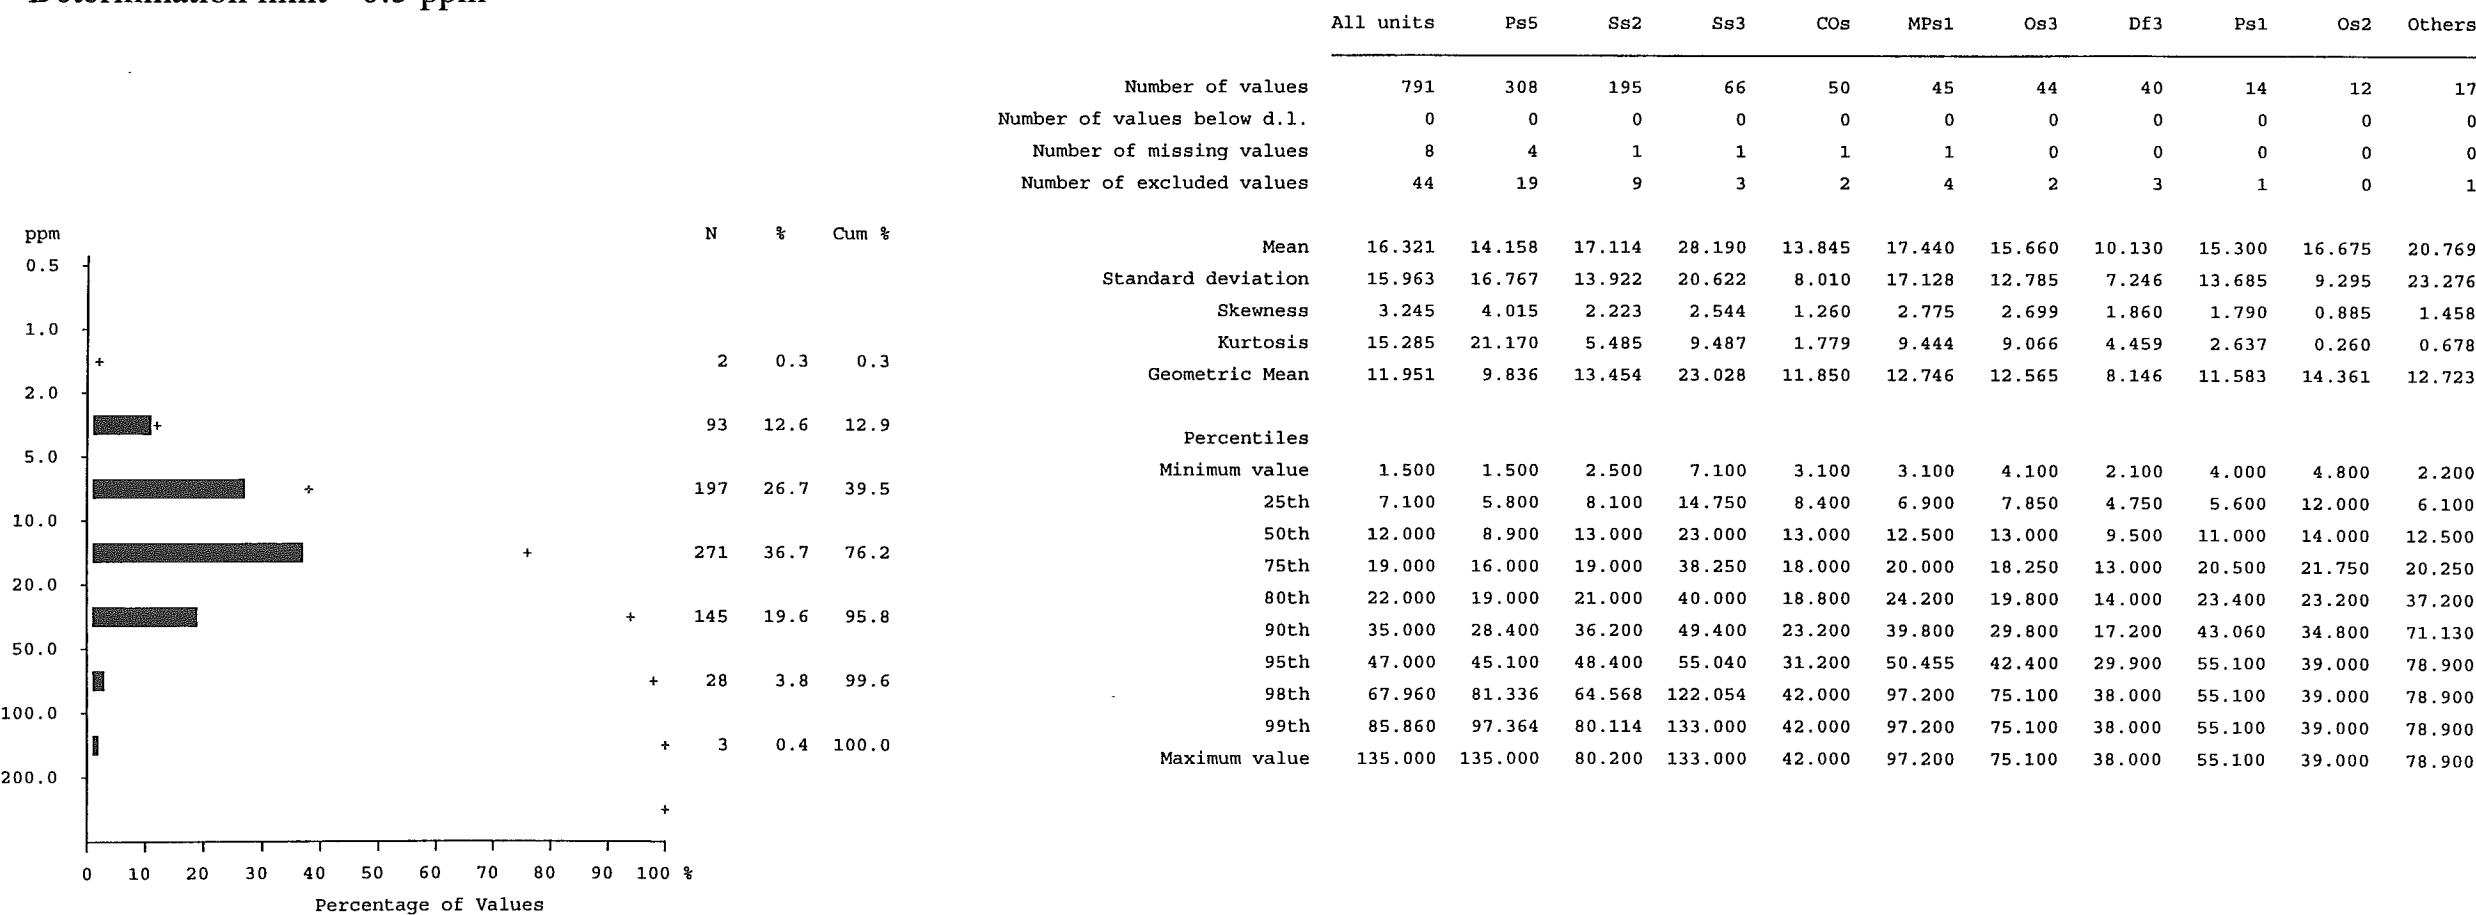 Determination limit 0.5 ppm
All units Ps5 Ss2 Ss3 COs MPs1 Os3 Df3 Ps1 Os2 Others
Number of values 791 308 195 66 50 45 44 40 14 12 17
Number of values below d.l. 0 0 0 0 0 0 0 0 0 0 0
Number of missing values 8 4 1 1 1 1 0 0 0 0 0
Number of excluded values 44 19 9 3 2 4 2 3 1 0 1
Mean 16.321 14.158 17.114 28.190 13.845 17.440 15.660 10.130 15.300 16.675 20.769
Standard deviation 15.963 16.767 13.922 20.622 8.010 17.128 12.785 7.246 13.685 9.295 23.276
Skewness 3.245 4.015 2.223 2.544 1.260 2.775 2.699 1.860 1.790 0.885 1.458
Kurtosis 15.285 21.170 5.485 9.487 1.779 9.444 9.066 4.459 2.637 0.260 0.678
Geometric Mean 11.951 9.836 13.454 23.028 11.850 12.746 12.565 8.146 11.583 14.361 12.723
Percentiles
Minimum value 1.500 1.500 2.500 7.100 3.100 3.100 4.100 2.100 4.000 4.800 2.200
25th 7.100 5.800 8.100 14.750 8.400 6.900 7.850 4.750 5.600 12.000 6.100
50th 12.000 8.900 13.000 23.000 13.000 12.500 13.000 9.500 11.000 14.000 12.500
75th 19.000 16.000 19.000 38.250 18.000 20.000 18.250 13.000 20.500 21.750 20.250
80th 22.000 19.000 21.000 40.000 18.800 24.200 19.800 14.000 23.400 23.200 37.200
90th 35.000 28.400 36.200 49.400 23.200 39.800 29.800 17.200 43.060 34.800 71.130
95th 47.000 45.100 48.400 55.040 31.200 50.455 42.400 29.900 55.100 39.000 78.900
98th 67.960 81.336 64.568 122.054 42.000 97.200 75.100 38.000 55.100 39.000 78.900
99th 85.860 97.364 80.114 133.000 42.000 97.200 75.100 38.000 55.100 39.000 78.900
Maximum value 135.000 135.000 80.200 133.000 42.000 97.200 75.100 38.000 55.100 39.000 78.900
ppm N % Cum %
0.5
1.0
+ 2 0.3 0.3
2.0
+ 93 12.6 12.9
5.0
+ 197 26.7 39.5
10.0
+ 271 36.7 76.2
20.0
+ 145 19.6 95.8
50.0
+ 28 3.8 99.6
100.0
+ 3 0.4 100.0
200.0
+
0 10 20 30 40 50 60 70 80 90 100 %
Percentage of Values